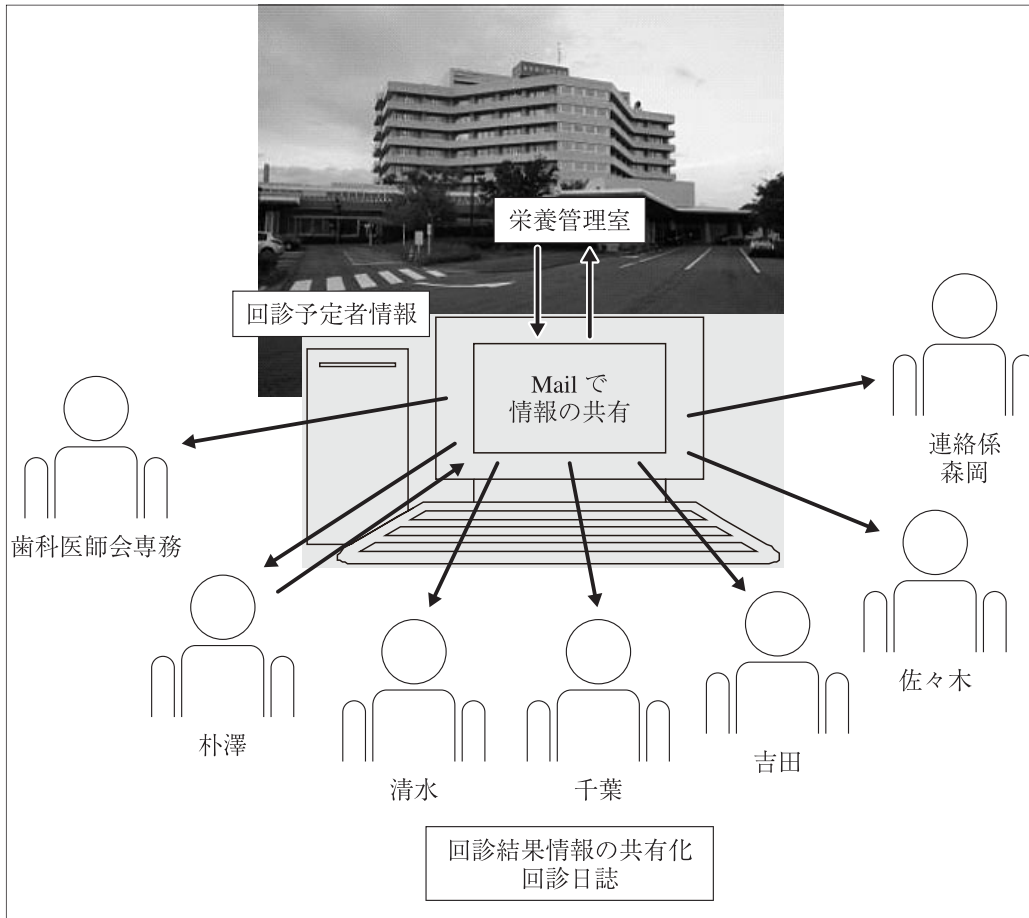 栄養管理室
回診予定者情報
Mail で
情報の共有
連絡係
森岡
歯科医師会専務
佐々木
朴澤
吉田
清水
千葉
回診結果情報の共有化
回診日誌